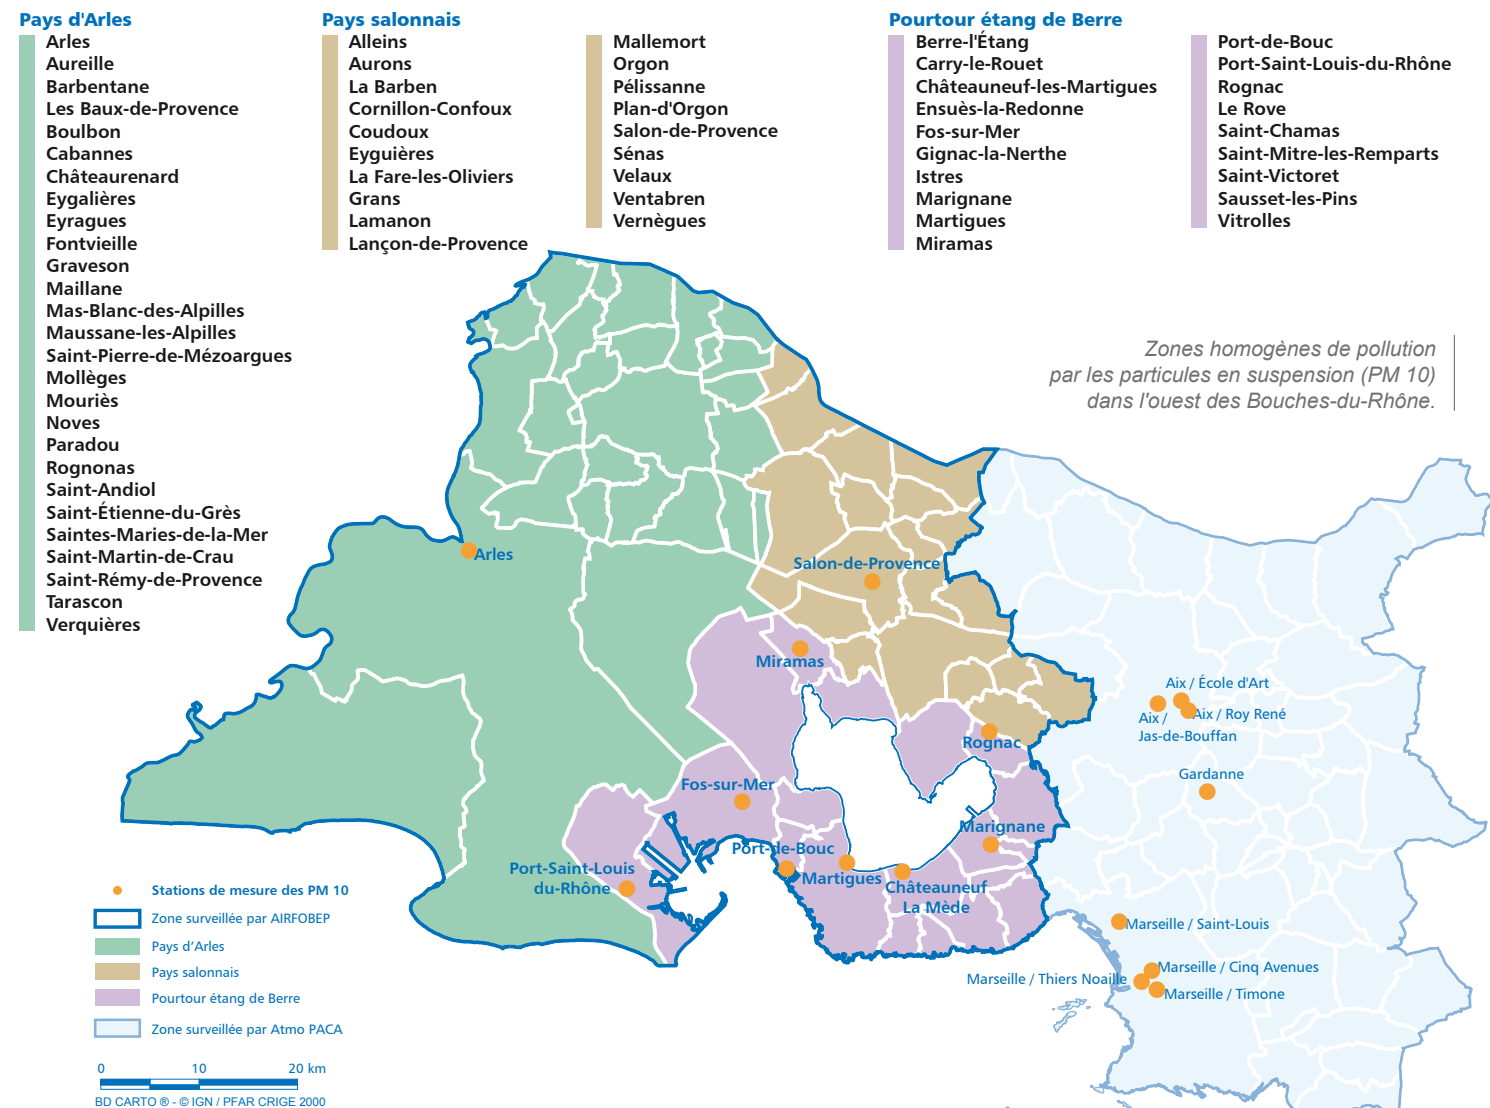 Pays d'Arles
Arles
Aureille
Barbentane
Les Baux-de-Provence
Boulbon
Cabannes
Châteaurenard
Eygalières
Eyragues
Fontvieille
Graveson
Maillane
Mas-Blanc-des-Alpilles
Maussane-les-Alpilles
Saint-Pierre-de-Mézoargues
Mollèges
Mouriès
Noves
Paradou
Rognonas
Saint-Andiol
Saint-Étienne-du-Grès
Saintes-Maries-de-la-Mer
Saint-Martin-de-Crau
Saint-Rémy-de-Provence
Tarascon
Verquières
Pays salonnais
Alleins
Aurons
La Barben
Cornillon-Confoux
Coudoux
Eyguières
La Fare-les-Oliviers
Grans
Lamanon
Lançon-de-Provence
Mallemort
Orgon
Pélissanne
Plan-d'Orgon
Salon-de-Provence
Sénas
Velaux
Ventabren
Vernègues
Pourtour étang de Berre
Berre-l'Étang
Carry-le-Rouet
Châteauneuf-les-Martigues
Ensuès-la-Redonne
Fos-sur-Mer
Gignac-la-Nerthe
Istres
Marignane
Martigues
Miramas
Port-de-Bouc
Port-Saint-Louis-du-Rhône
Rognac
Le Rove
Saint-Chamas
Saint-Mitre-les-Remparts
Saint-Victoret
Sausset-les-Pins
Vitrolles
Zones homogènes de pollution
par les particules en suspension (PM 10)
dans l'ouest des Bouches-du-Rhône.
Arles
Salon-de-Provence
Miramas
Rognac
Fos-sur-Mer
Marignane
Port-de-Bouc
Martigues
Châteauneuf
La Mède
Port-Saint-Louis
du-Rhône
Aix / École d'Art
Aix / Roy René
Aix /
Jas-de-Bouffan
Gardanne
Marseille / Saint-Louis
Marseille / Cinq Avenues
Marseille / Thiers Noaille
Marseille / Timone
Stations de mesure des PM 10
Zone surveillée par AIRFOBEP
Pays d’Arles
Pays salonnais
Pourtour étang de Berre
Zone surveillée par Atmo PACA
0 10 20 km
BD CARTO ® - © IGN / PFAR CRIGE 2000